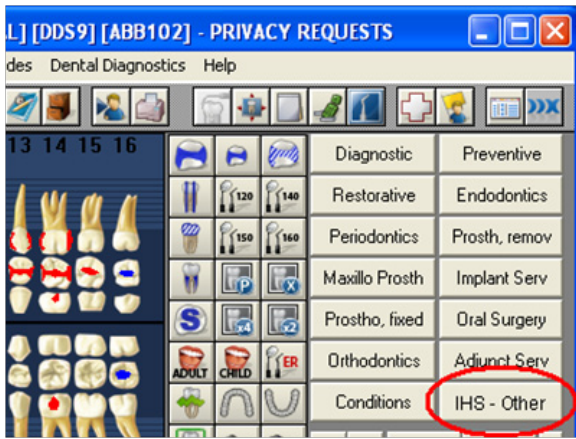 L] [DDS9] [ABB102] - PRIVACY REQUESTS
des Dental Diagnostics Help
13 14 15 16
Diagnostic Preventive
120 140 Restorative Endodontics
150 160 Periodontics Prosth, remov
P X Maxillo Prosth Implant Serv
S x4 x2 Prostho, fixed Oral Surgery
ADULT CHILD ER Orthodontics Adjunct Serv
Conditions IHS - Other